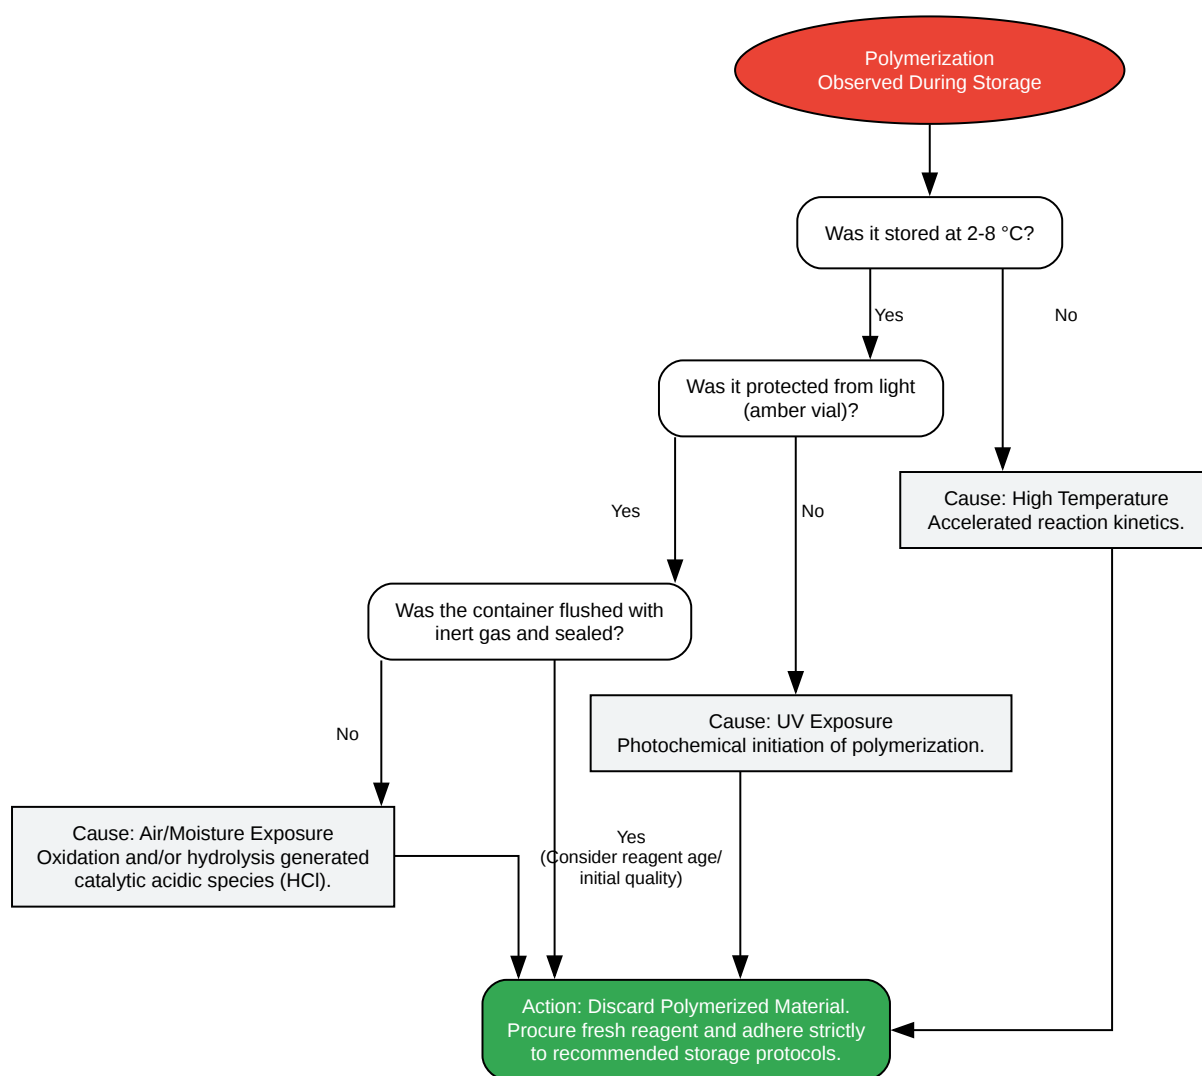 Polymerization
Observed During Storage
Was it stored at 2-8 °C?
Yes
No
Was it protected from light
(amber vial)?
Cause: High Temperature
Accelerated reaction kinetics.
Yes
No
Was the container flushed with
inert gas and sealed?
Cause: UV Exposure
Photochemical initiation of polymerization.
No
Cause: Air/Moisture Exposure
Oxidation and/or hydrolysis generated
catalytic acidic species (HCl).
Yes
(Consider reagent age/
initial quality)
Action: Discard Polymerized Material.
Procure fresh reagent and adhere strictly
to recommended storage protocols.